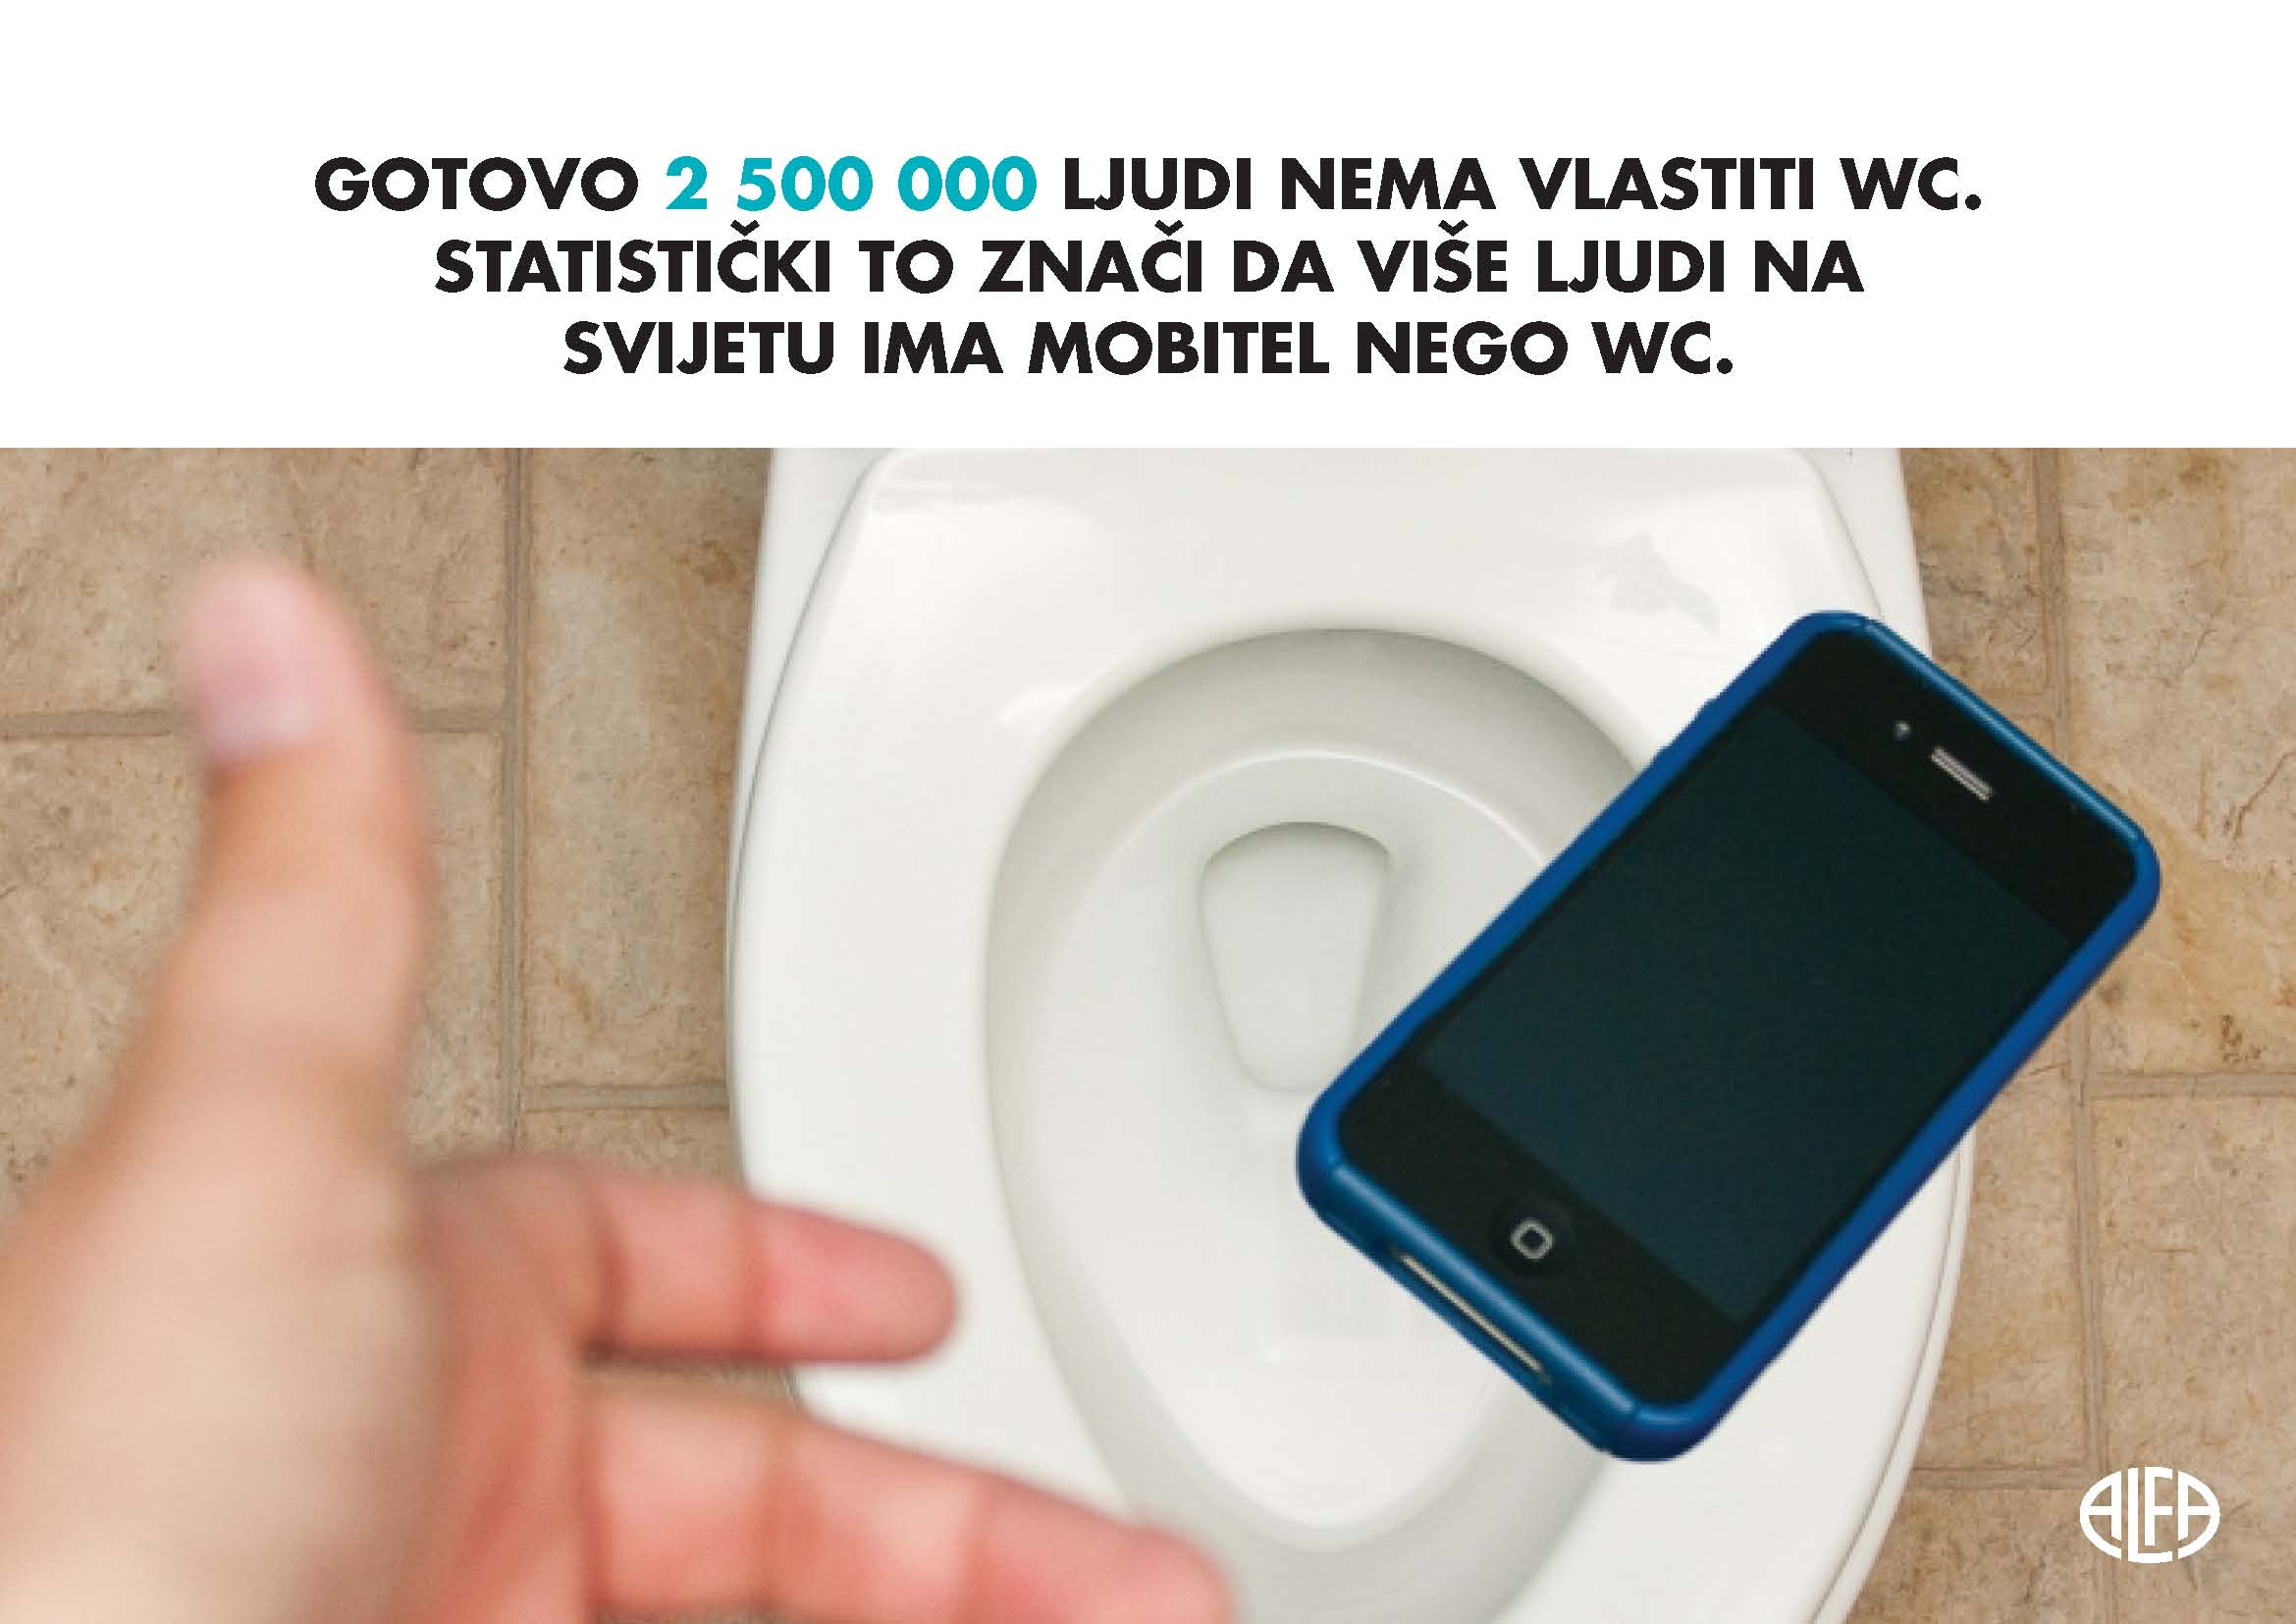 GOTOVO 2 500 000 LJUDI NEMA VLASTITI WC.
STATISTIČKI TO ZNAČI DA VIŠE LJUDI NA
SVIJETU IMA MOBITEL NEGO WC.
ALFA